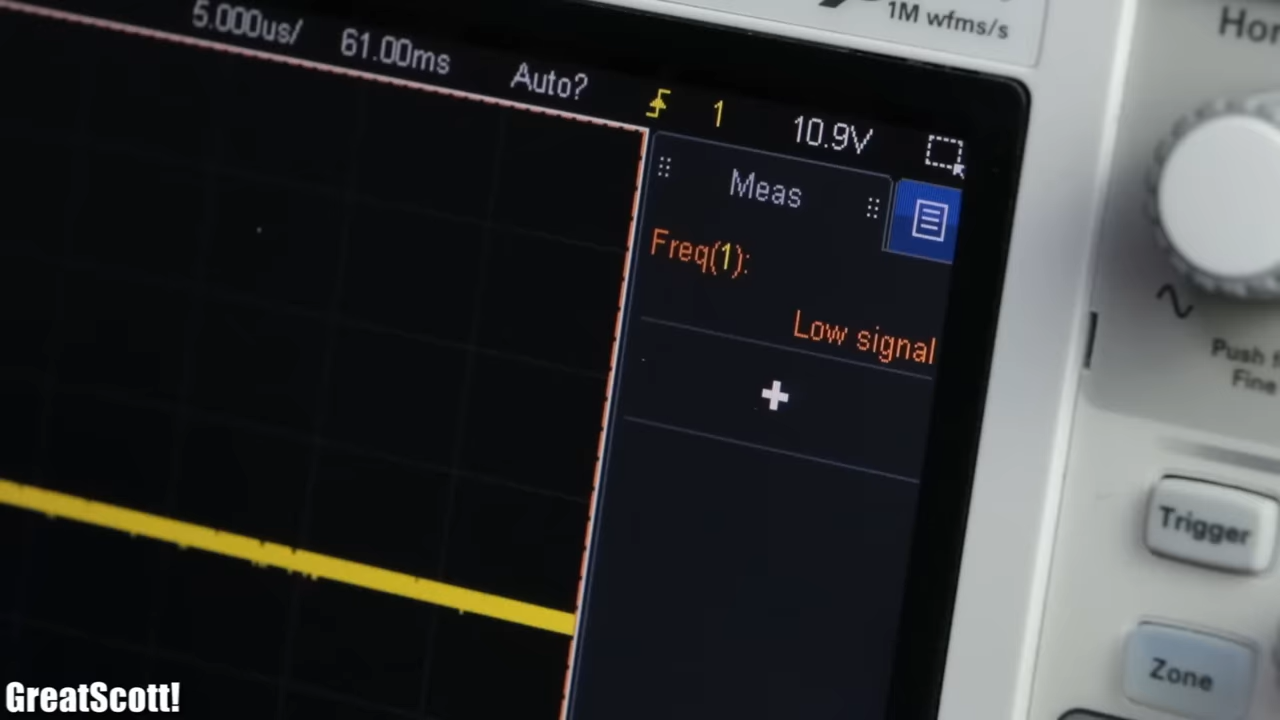 1M wfms/s
5.000us/ 61.00ms Auto? 1 10.9V
Meas
Freq(1):
Low signal
Push
Fine
Trigger
Zone
GreatScott!